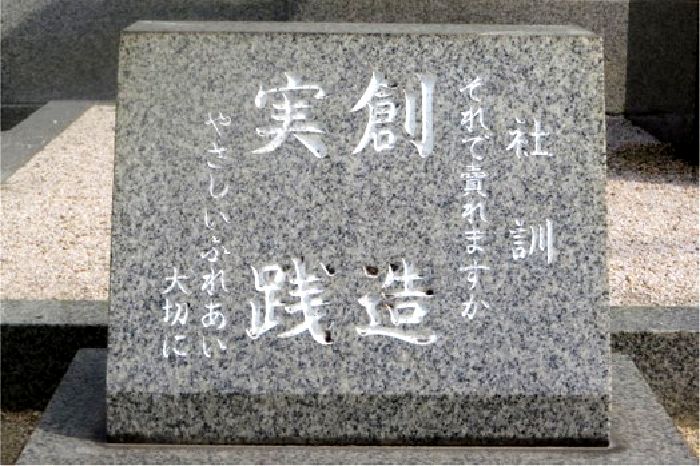 社訓
それで賣れますか
創造
実践
やさしいふれあい
大切に